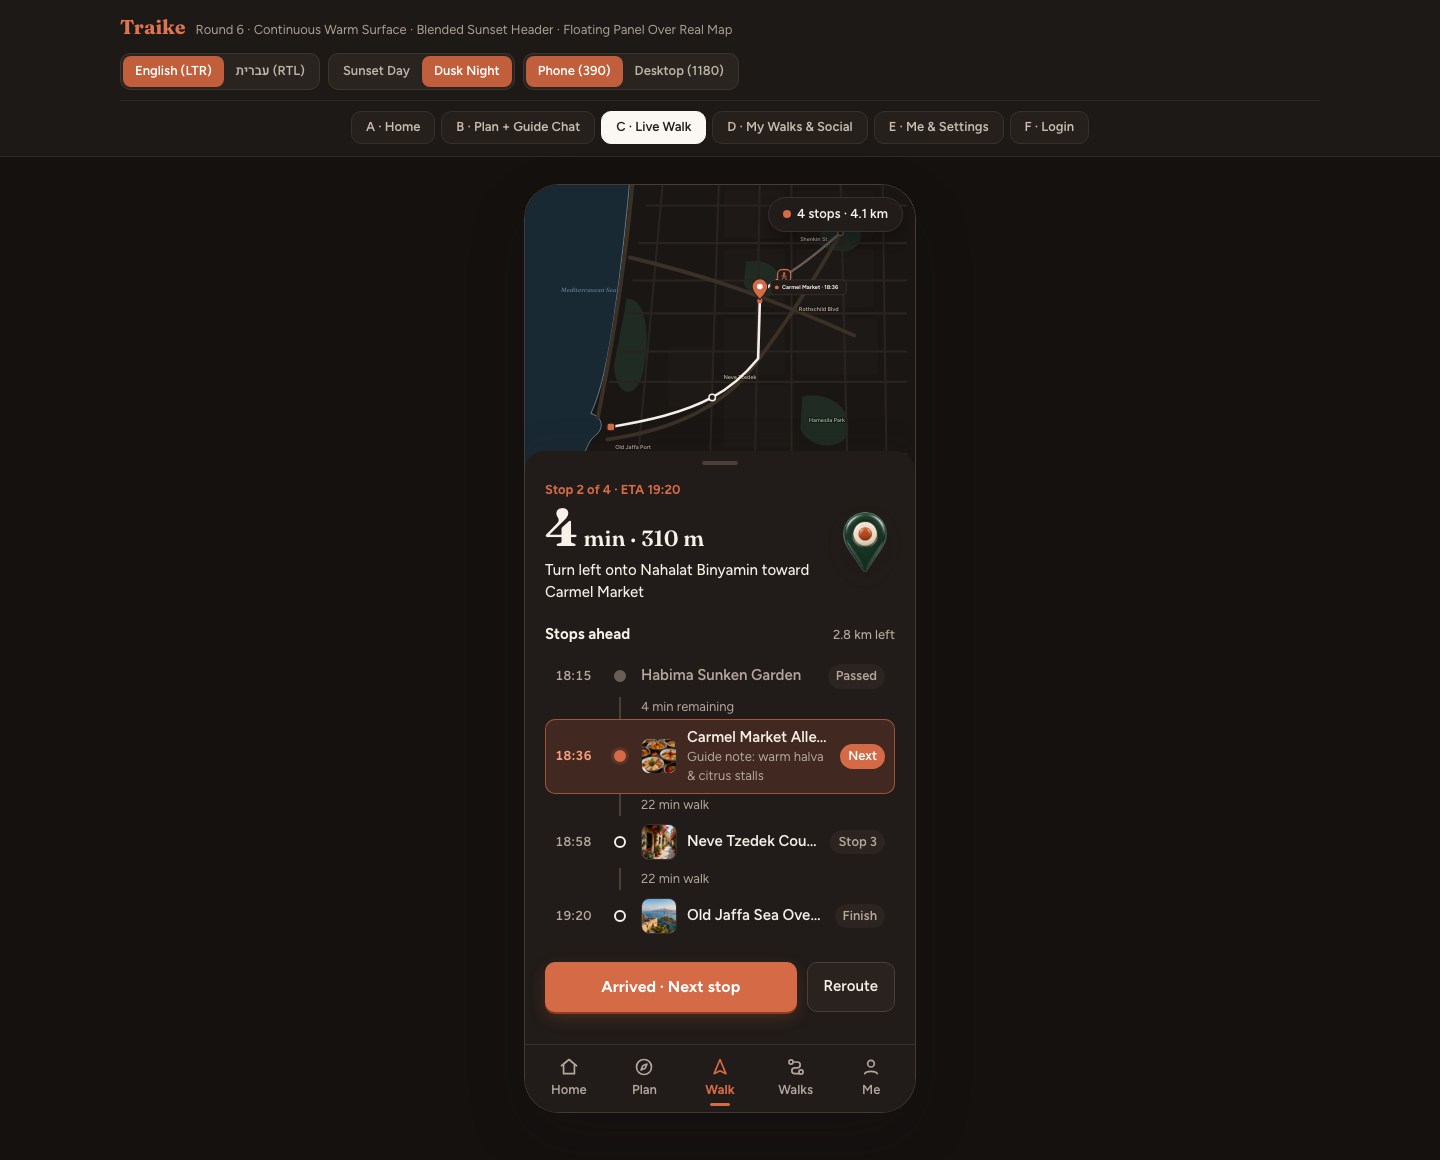 Traike Round 6 · Continuous Warm Surface · Blended Sunset Header · Floating Panel Over Real Map
English (LTR) עברית (RTL) Sunset Day Dusk Night Phone (390) Desktop (1180)
A · Home B · Plan + Guide Chat C · Live Walk D · My Walks & Social E · Me & Settings F · Login
4 stops · 4.1 km
Shenkin St
Mediterranean Sea
Carmel Market · 18:36
Rothschild Blvd
Neve Tzedek
Hamesila Park
Old Jaffa Port
Stop 2 of 4 · ETA 19:20
4 min · 310 m
Turn left onto Nahalat Binyamin toward
Carmel Market
Stops ahead 2.8 km left
18:15 Habima Sunken Garden Passed
4 min remaining
18:36 Carmel Market Alle... Next
Guide note: warm halva
& citrus stalls
22 min walk
18:58 Neve Tzedek Cou... Stop 3
22 min walk
19:20 Old Jaffa Sea Ove... Finish
Arrived · Next stop Reroute
Home Plan Walk Walks Me